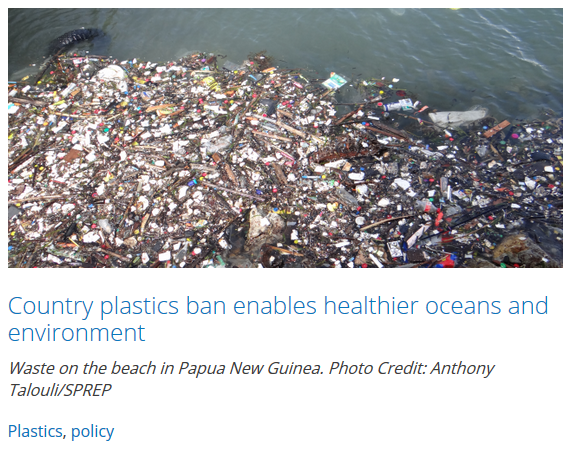 Country plastics ban enables healthier oceans and
environment
Waste on the beach in Papua New Guinea. Photo Credit: Anthony
Talouli/SPREP
Plastics, policy